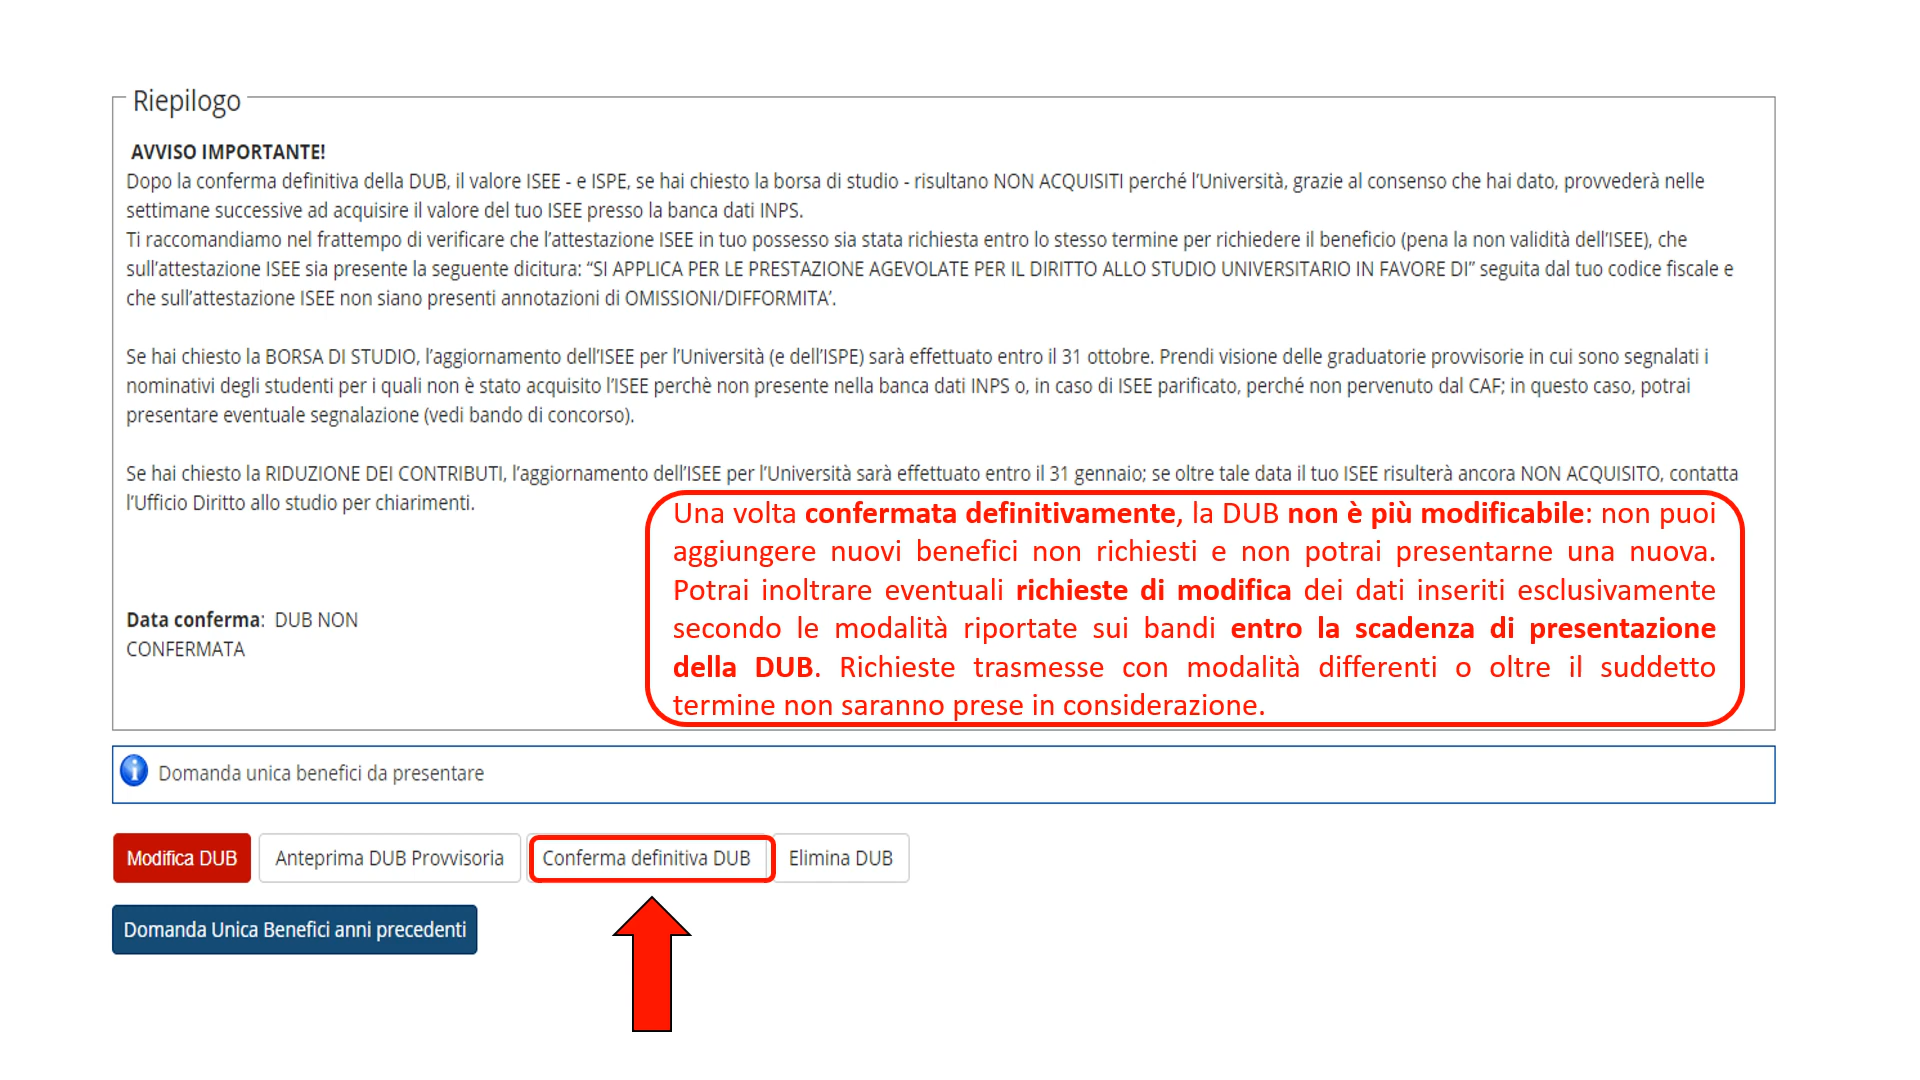 Riepilogo
AVVISO IMPORTANTE!
Dopo la conferma definitiva della DUB, il valore ISEE - e ISPE, se hai chiesto la borsa di studio - risultano NON ACQUISITI perché l'Università, grazie al consenso che hai dato, provvederà nelle
settimane successive ad acquisire il valore del tuo ISEE presso la banca dati INPS.
Ti raccomandiamo nel frattempo di verificare che l'attestazione ISEE in tuo possesso sia stata richiesta entro lo stesso termine per richiedere il beneficio (pena la non validità dell'ISEE), che
sull'attestazione ISEE sia presente la seguente dicitura: “SI APPLICA PER LE PRESTAZIONE AGEVOLATE PER IL DIRITTO ALLO STUDIO UNIVERSITARIO IN FAVORE DI” seguita dal tuo codice fiscale e
che sull'attestazione ISEE non siano presenti annotazioni di OMISSIONI/DIFFORMITA'.
Se hai chiesto la BORSA DI STUDIO, l'aggiornamento dell'ISEE per l'Università (e dell'ISPE) sarà effettuato entro il 31 ottobre. Prendi visione delle graduatorie provvisorie in cui sono segnalati i
nominativi degli studenti per i quali non è stato acquisito l'ISEE perchè non presente nella banca dati INPS o, in caso di ISEE parificato, perché non pervenuto dal CAF; in questo caso, potrai
presentare eventuale segnalazione (vedi bando di concorso).
Se hai chiesto la RIDUZIONE DEI CONTRIBUTI, l'aggiornamento dell'ISEE per l'Università sarà effettuato entro il 31 gennaio; se oltre tale data il tuo ISEE risulterà ancora NON ACQUISITO, contatta
l'Ufficio Diritto allo studio per chiarimenti.
Una volta confermata definitivamente, la DUB non è più modificabile: non puoi
aggiungere nuovi benefici non richiesti e non potrai presentarne una nuova.
Potrai inoltrare eventuali richieste di modifica dei dati inseriti esclusivamente
secondo le modalità riportate sui bandi entro la scadenza di presentazione
della DUB. Richieste trasmesse con modalità differenti o oltre il suddetto
termine non saranno prese in considerazione.
Data conferma: DUB NON
CONFERMATA
Domanda unica benefici da presentare
Modifica DUB Anteprima DUB Provvisoria Conferma definitiva DUB Elimina DUB
Domanda Unica Benefici anni precedenti